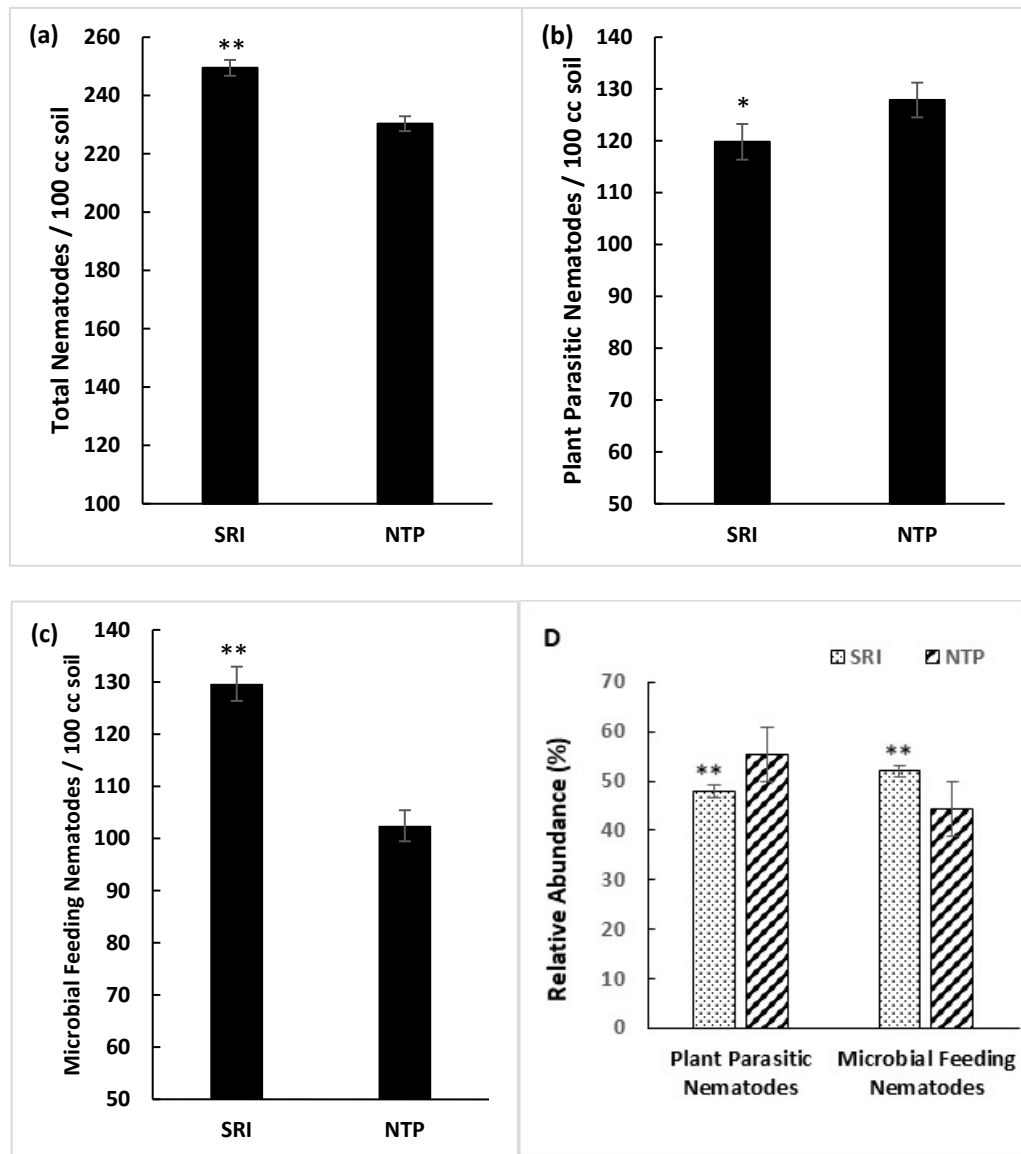 (a)
Total Nematodes / 100 cc soil
260
240
220
200
180
160
140
120
100
**
SRI NTP
(b)
Plant Parasitic Nematodes / 100 cc soil
140
130
120
110
100
90
80
70
60
50
*
SRI NTP
(c)
Microbial Feeding Nematodes / 100 cc soil
140
130
120
110
100
90
80
70
60
50
**
SRI NTP
D
SRI NTP
Relative Abundance (%)
70
60
50
40
30
20
10
0
** **
Plant Parasitic Microbial Feeding
Nematodes Nematodes